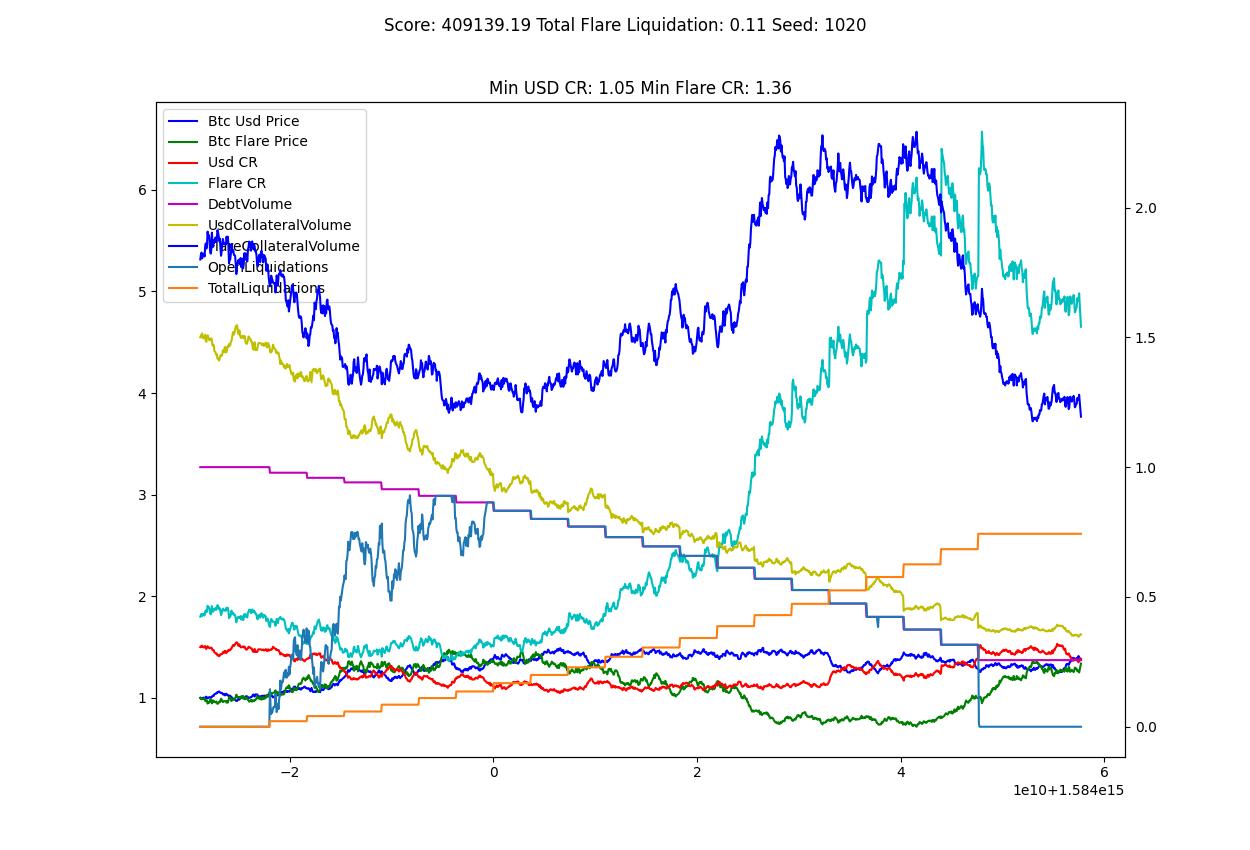 Score: 409139.19 Total Flare Liquidation: 0.11 Seed: 1020
Min USD CR: 1.05 Min Flare CR: 1.36
Btc Usd Price
Btc Flare Price
Usd CR
Flare CR
DebtVolume
UsdCollateralVolume
FlareCollateralVolume
OpenLiquidations
TotalLiquidations
6
5
4
3
2
1
2.0
1.5
1.0
0.5
0.0
−2
0
2
4
6
1e10+1.584e15